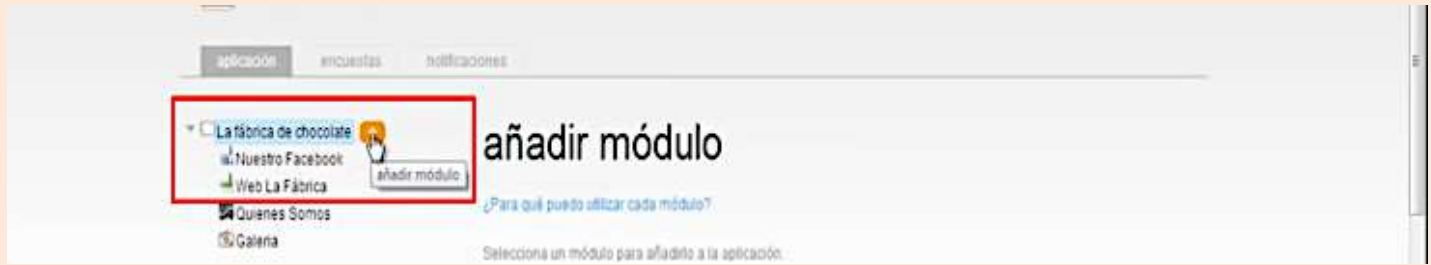 aplicación encuestas notificaciones
La fábrica de chocolate
Nuestro Facebook
Web La Fábrica
Quienes Somos
Galeria
añadir módulo
añadir módulo
¿Para qué puedo utilizar cada módulo?
Selecciona un módulo para añadirlo a la aplicación.